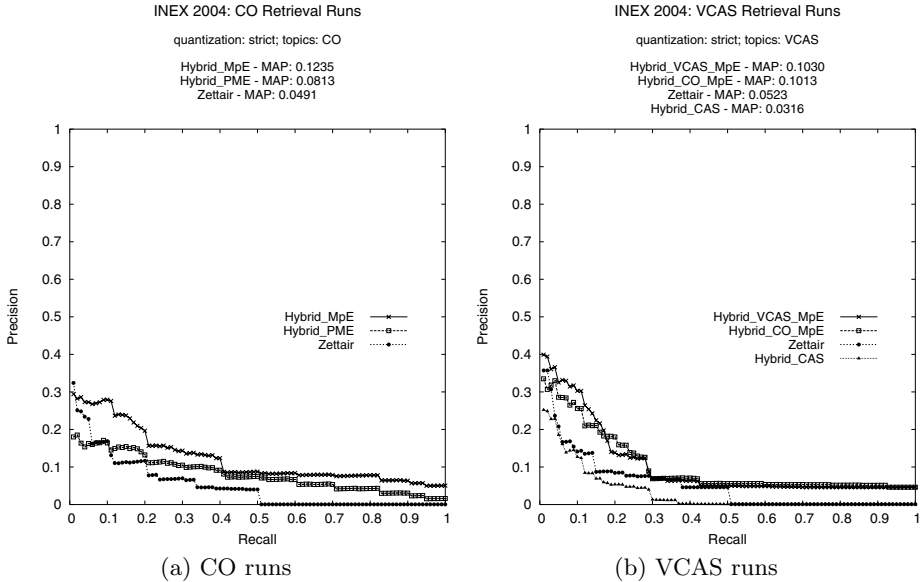 INEX 2004: CO Retrieval Runs
quantization: strict; topics: CO
Hybrid_MpE - MAP: 0.1235
Hybrid_PME - MAP: 0.0813
Zettair - MAP: 0.0491
1
0.9
0.8
0.7
0.6
0.5
0.4
0.3
0.2
0.1
0
Precision
Hybrid_MpE
Hybrid_PME
Zettair
0 0.1 0.2 0.3 0.4 0.5 0.6 0.7 0.8 0.9 1
Recall
(a) CO runs
INEX 2004: VCAS Retrieval Runs
quantization: strict; topics: VCAS
Hybrid_VCAS_MpE - MAP: 0.1030
Hybrid_CO_MpE - MAP: 0.1013
Zettair - MAP: 0.0523
Hybrid_CAS - MAP: 0.0316
1
0.9
0.8
0.7
0.6
0.5
0.4
0.3
0.2
0.1
0
Precision
Hybrid_VCAS_MpE
Hybrid_CO_MpE
Zettair
Hybrid_CAS
0 0.1 0.2 0.3 0.4 0.5 0.6 0.7 0.8 0.9 1
Recall
(b) VCAS runs